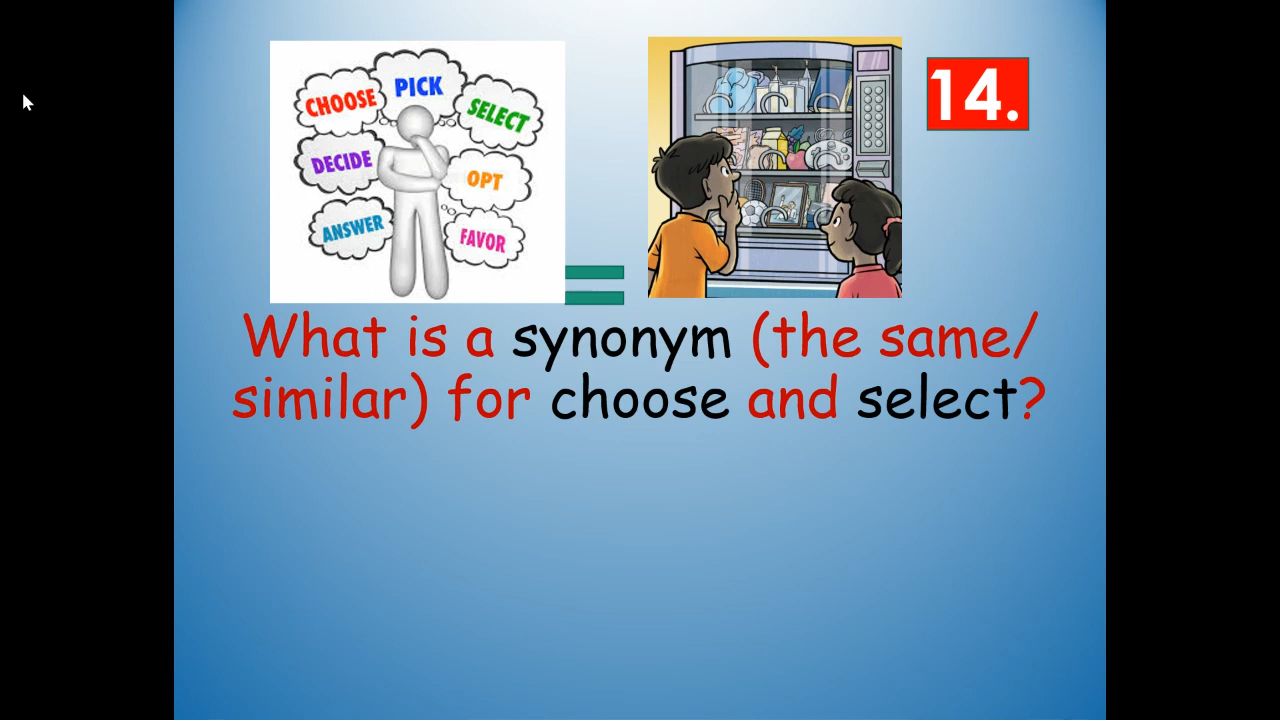 PICK
CHOOSE
SELECT
DECIDE
OPT
ANSWER
FAVOR
14.
What is a synonym (the same/
similar) for choose and select?